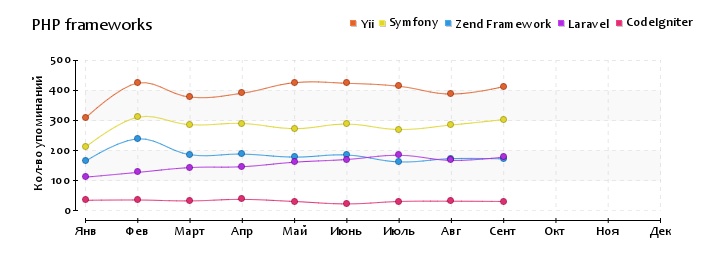 PHP frameworks
Yii Symfony Zend Framework Laravel CodeIgniter
Кол-во упоминаний
500
400
300
200
100
0
Янв Фев Март Апр Май Июнь Июль Авг Сент Окт Ноя Дек